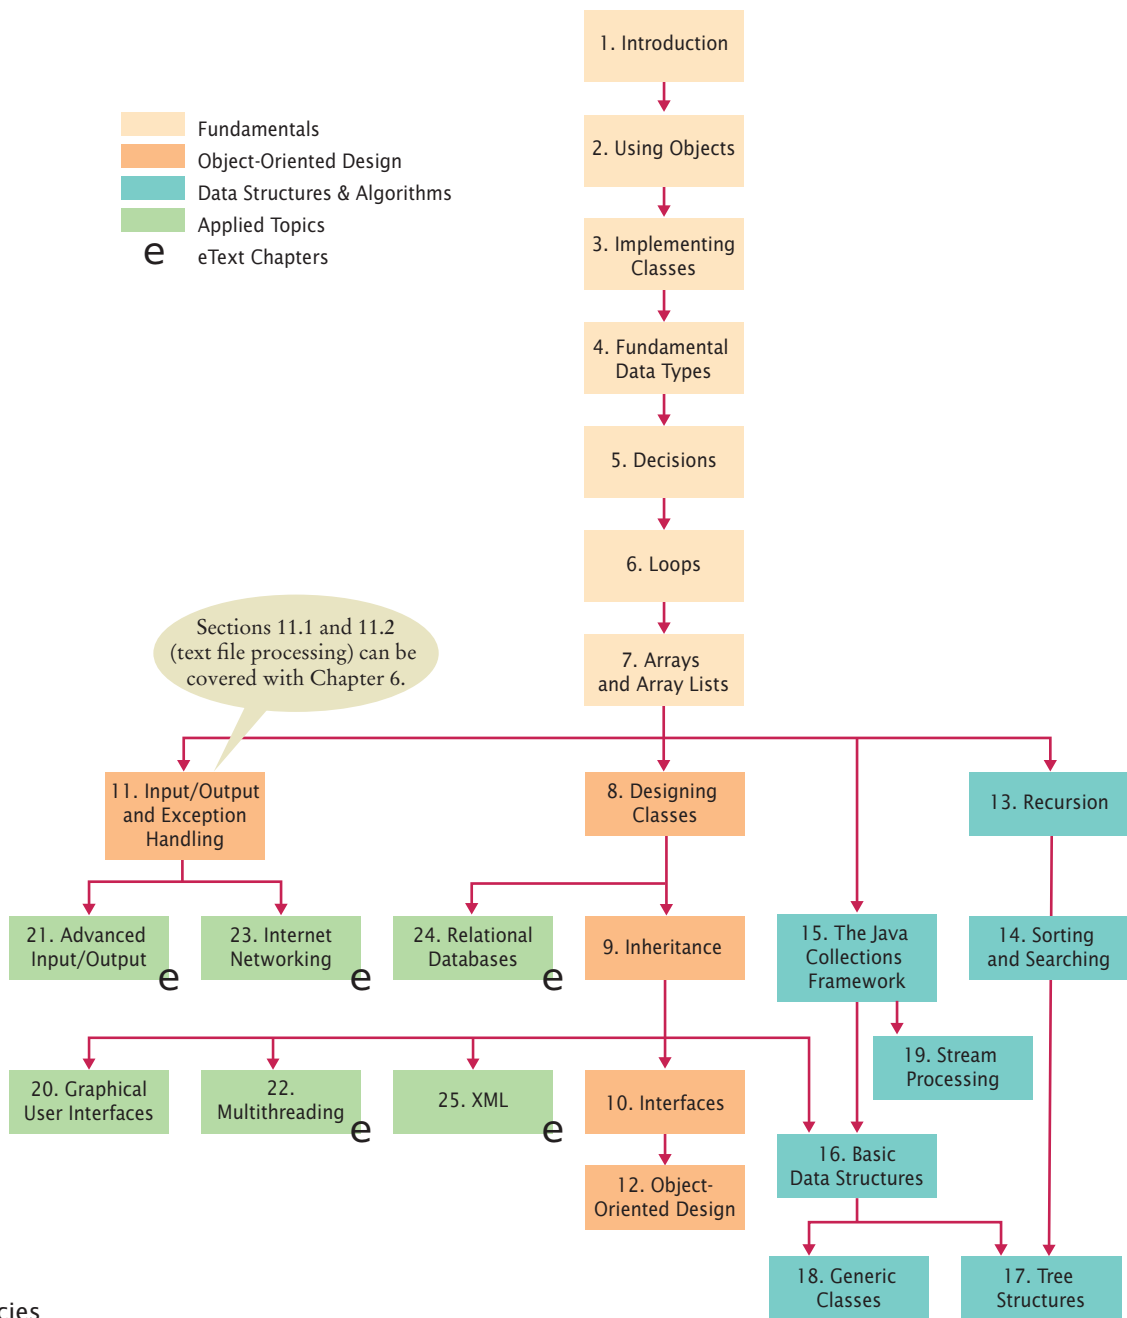 1. Introduction
Fundamentals
Object-Oriented Design
Data Structures & Algorithms
Applied Topics
e eText Chapters
2. Using Objects
3. Implementing
Classes
4. Fundamental
Data Types
5. Decisions
6. Loops
Sections 11.1 and 11.2
(text file processing) can be
covered with Chapter 6.
7. Arrays
and Array Lists
11. Input/Output
and Exception
Handling
8. Designing
Classes
13. Recursion
21. Advanced
Input/Output
e
23. Internet
Networking
e
24. Relational
Databases
e
9. Inheritance
15. The Java
Collections
Framework
14. Sorting
and Searching
19. Stream
Processing
20. Graphical
User Interfaces
22.
Multithreading
e
25. XML
e
10. Interfaces
16. Basic
Data Structures
12. Object-
Oriented Design
18. Generic
Classes
17. Tree
Structures